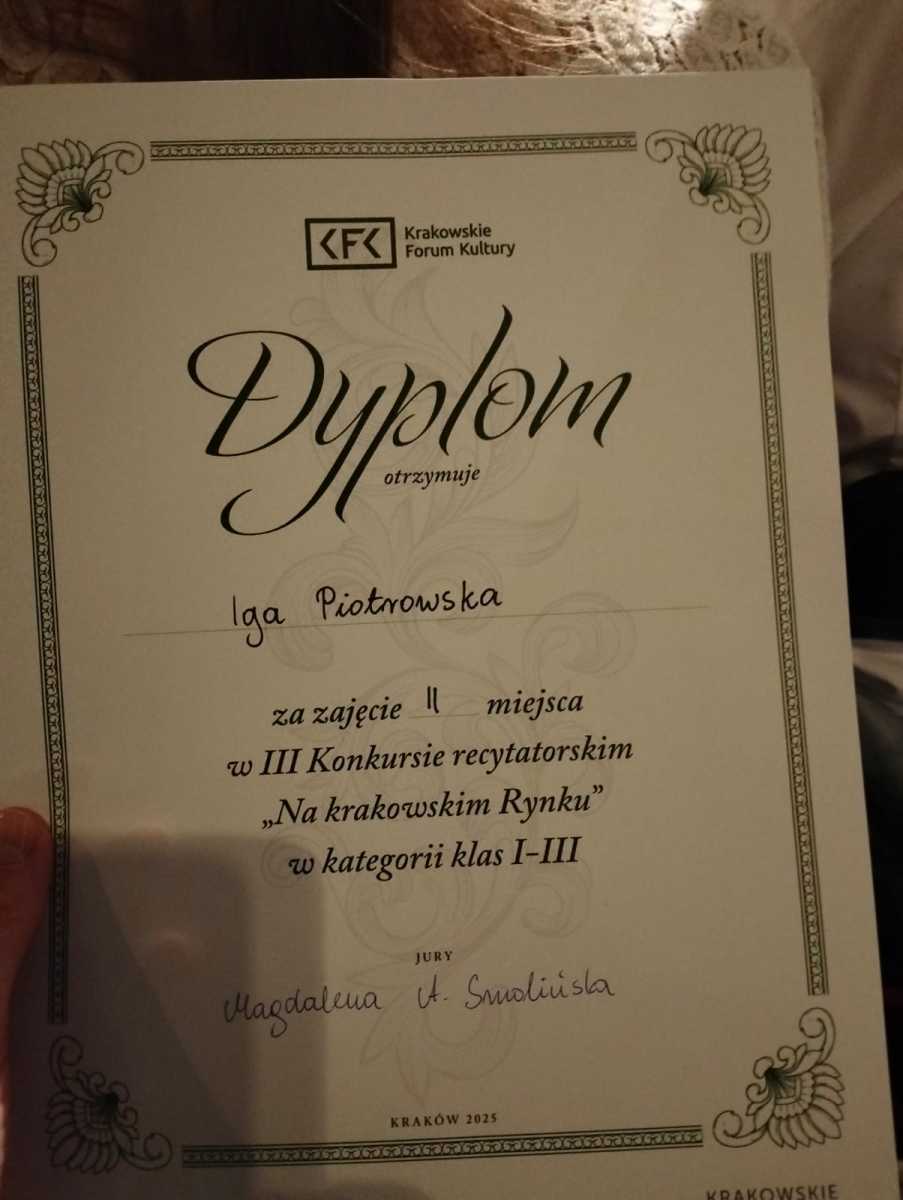 KFK Krakowskie
Forum Kultury
Dyplom
otrzymuje
Iga Piotrowska
za zajęcie II miejsca
w III Konkursie recytatorskim
„Na krakowskim Rynku”
w kategorii klas I-III
JURY
Magdalena A. Smolińska
KRAKÓW 2025
KRAKOWSKIE